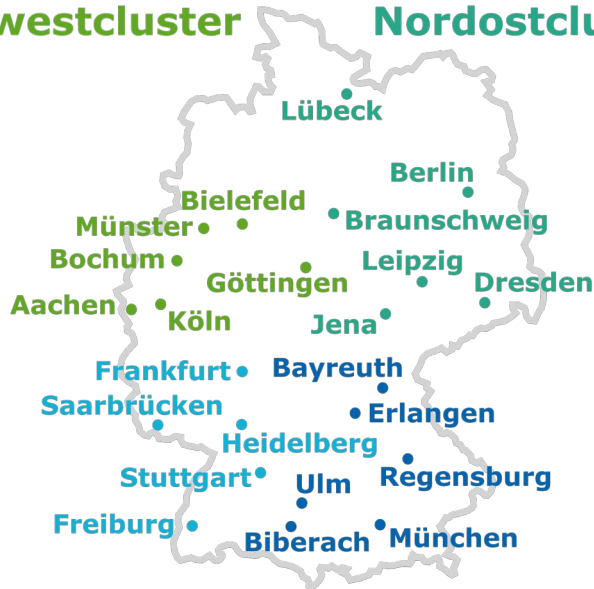 westcluster
Nordostclu
Lübeck
Berlin
Bielefeld
Münster
Braunschweig
Bochum
Leipzig
Göttingen
Dresden
Aachen
Köln
Jena
Frankfurt
Bayreuth
Saarbrücken
Erlangen
Heidelberg
Stuttgart
Ulm
Regensburg
Freiburg
Biberach
München